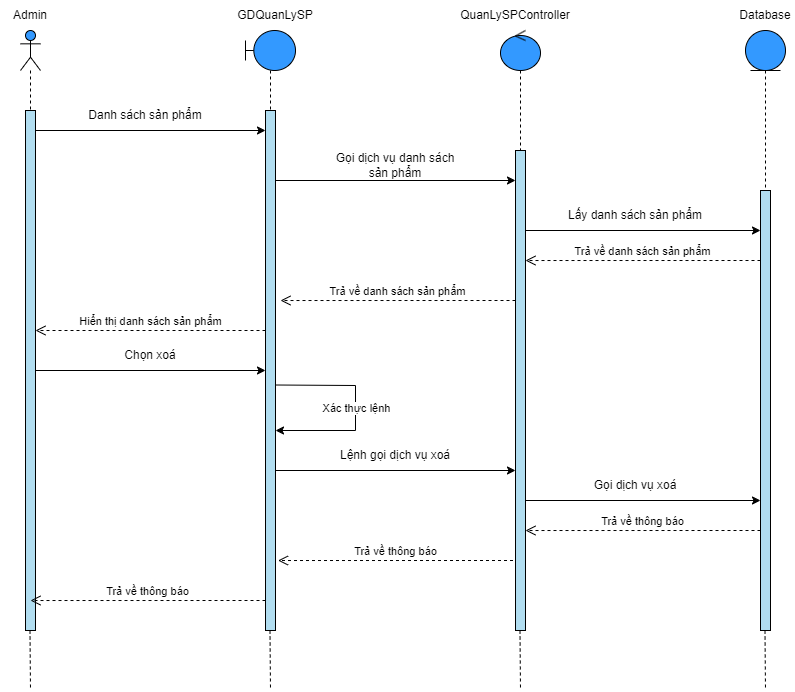 Admin
GDQuanLySP
QuanLySPController
Database
Danh sách sản phẩm
Gọi dịch vụ danh sách
sản phẩm
Lấy danh sách sản phẩm
Trả về danh sách sản phẩm
Trả về danh sách sản phẩm
Hiển thị danh sách sản phẩm
Chọn xoá
Xác thực lệnh
Lệnh gọi dịch vụ xoá
Gọi dịch vụ xoá
Trả về thông báo
Trả về thông báo
Trả về thông báo